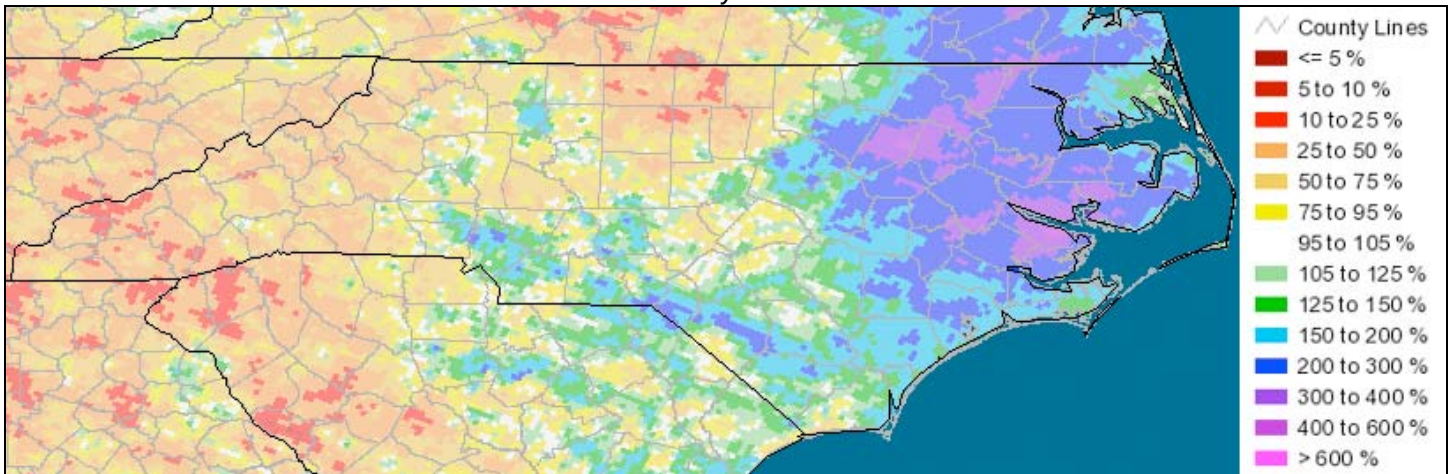 County Lines
<= 5 %
5 to 10 %
10 to 25 %
25 to 50 %
50 to 75 %
75 to 95 %
95 to 105 %
105 to 125 %
125 to 150 %
150 to 200 %
200 to 300 %
300 to 400 %
400 to 600 %
> 600 %